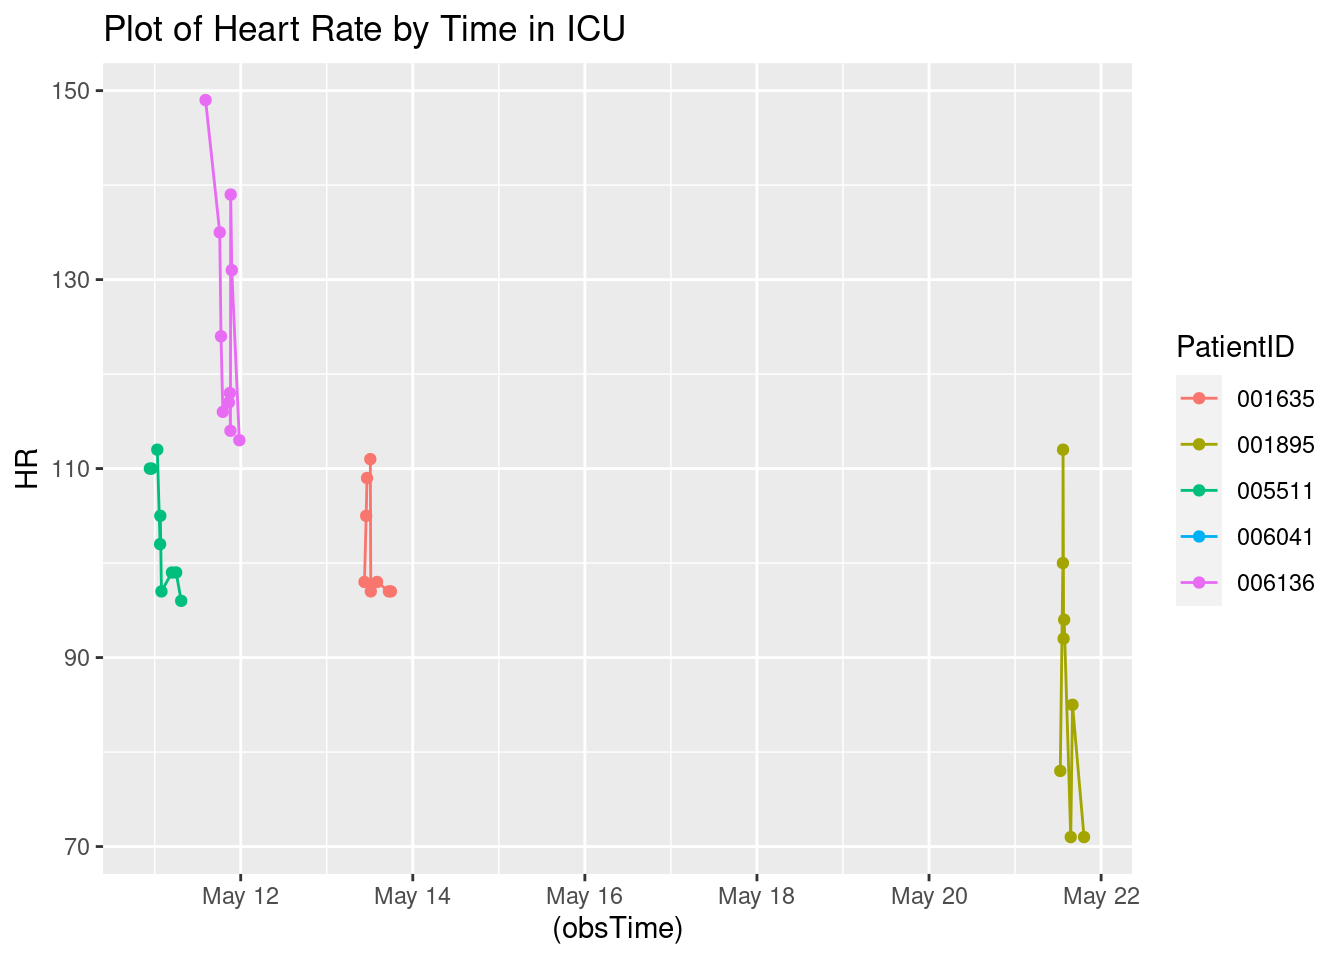 Plot of Heart Rate by Time in ICU
150
130
110
90
70
HR
May 12
May 14
May 16
May 18
May 20
May 22
(obsTime)
PatientID
001635
001895
005511
006041
006136